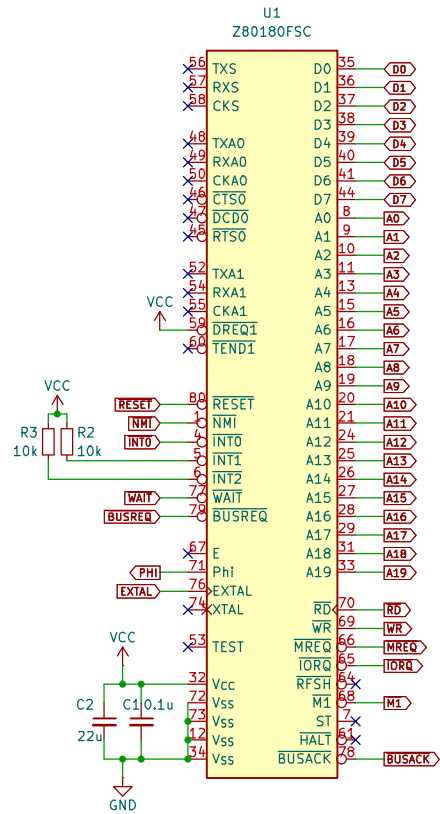 U1
Z80180FSC
56 TXS D0 35 D0
57 RXS D1 36 D1
58 CKS D2 37 D2
D3 38 D3
48 TXA0 D4 39 D4
49 RXA0 D5 40 D5
50 CKA0 D6 41 D6
46 CTS0 D7 44 D7
47 DCD0 A0 8 A0
45 RTS0 A1 9 A1
A2 10 A2
52 TXA1 A3 11 A3
54 RXA1 A4 13 A4
VCC 55 CKA1 A5 15 A5
59 DREQ1 A6 16 A6
60 TEND1 A7 17 A7
A8 18 A8
VCC A9 19 A9
RESET 80 RESET A10 20 A10
NMI 1 NMI A11 21 A11
R3 R2 INT0 4 INT0 A12 24 A12
10k 10k 5 INT1 A13 25 A13
6 INT2 A14 26 A14
WAIT 77 WAIT A15 27 A15
BUSREQ 79 BUSREQ A16 28 A16
A17 29 A17
67 E A18 31 A18
PHI 71 Phi A19 33 A19
EXTAL 76 EXTAL
74 XTAL RD 70 RD
WR 69 WR
VCC 53 TEST MREQ 66 MREQ
IORQ 65 IORQ
32 Vcc RFSH 64
C2 C1 0.1u 72 Vss M1 68 M1
22u 73 Vss ST 7
12 Vss HALT 61
34 Vss BUSACK 78 BUSACK
GND